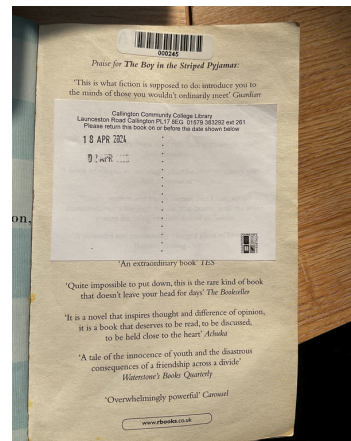 000245
Praise for The Boy in the Striped Pyjamas:
'This is what fiction is supposed to do: introduce you to
the minds of those you wouldn't ordinarily meet' Guardian
Callington Community College Library
Launceston Road Callington PL17 8EG 01579 383292 ext 261
Please return this book on or before the date shown below
18 APR 2024
on,
'An extraordinary book' TES
'Quite impossible to put down, this is the rare kind of book
that doesn't leave your head for days' The Bookseller
'It is a novel that inspires thought and difference of opinion,
it is a book that deserves to be read, to be discussed,
to be held close to the heart' Achuka
'A tale of the innocence of youth and the disastrous
consequences of a friendship across a divide'
Waterstone's Books Quarterly
'Overwhelmingly powerful' Carousel
www.rbooks.co.uk